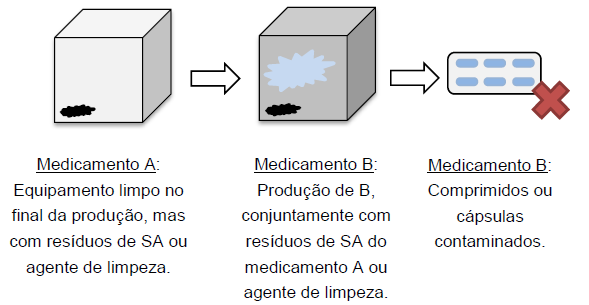 Medicamento A:
Equipamento limpo no
final da produção, mas
com resíduos de SA ou
agente de limpeza.
Medicamento B:
Produção de B,
conjuntamente com
resíduos de SA do
medicamento A ou
agente de limpeza.
Medicamento B:
Comprimidos ou
cápsulas
contaminados.